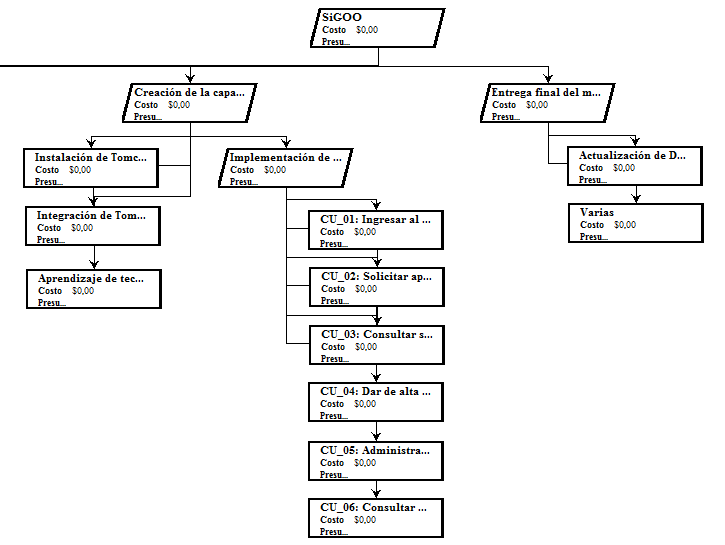 SiGOO
Costo $0,00
Presu...
Creación de la capa...
Costo $0,00
Presu...
Entrega final del m...
Costo $0,00
Presu...
Instalación de Tomc...
Costo $0,00
Presu...
Implementación de ...
Costo $0,00
Presu...
Actualización de D...
Costo $0,00
Presu...
Integración de Tom...
Costo $0,00
Presu...
CU_01: Ingresar al ...
Costo $0,00
Presu...
Varias
Costo $0,00
Presu...
Aprendizaje de tec...
Costo $0,00
Presu...
CU_02: Solicitar ap...
Costo $0,00
Presu...
CU_03: Consultar s...
Costo $0,00
Presu...
CU_04: Dar de alta ...
Costo $0,00
Presu...
CU_05: Administra...
Costo $0,00
Presu...
CU_06: Consultar ...
Costo $0,00
Presu...